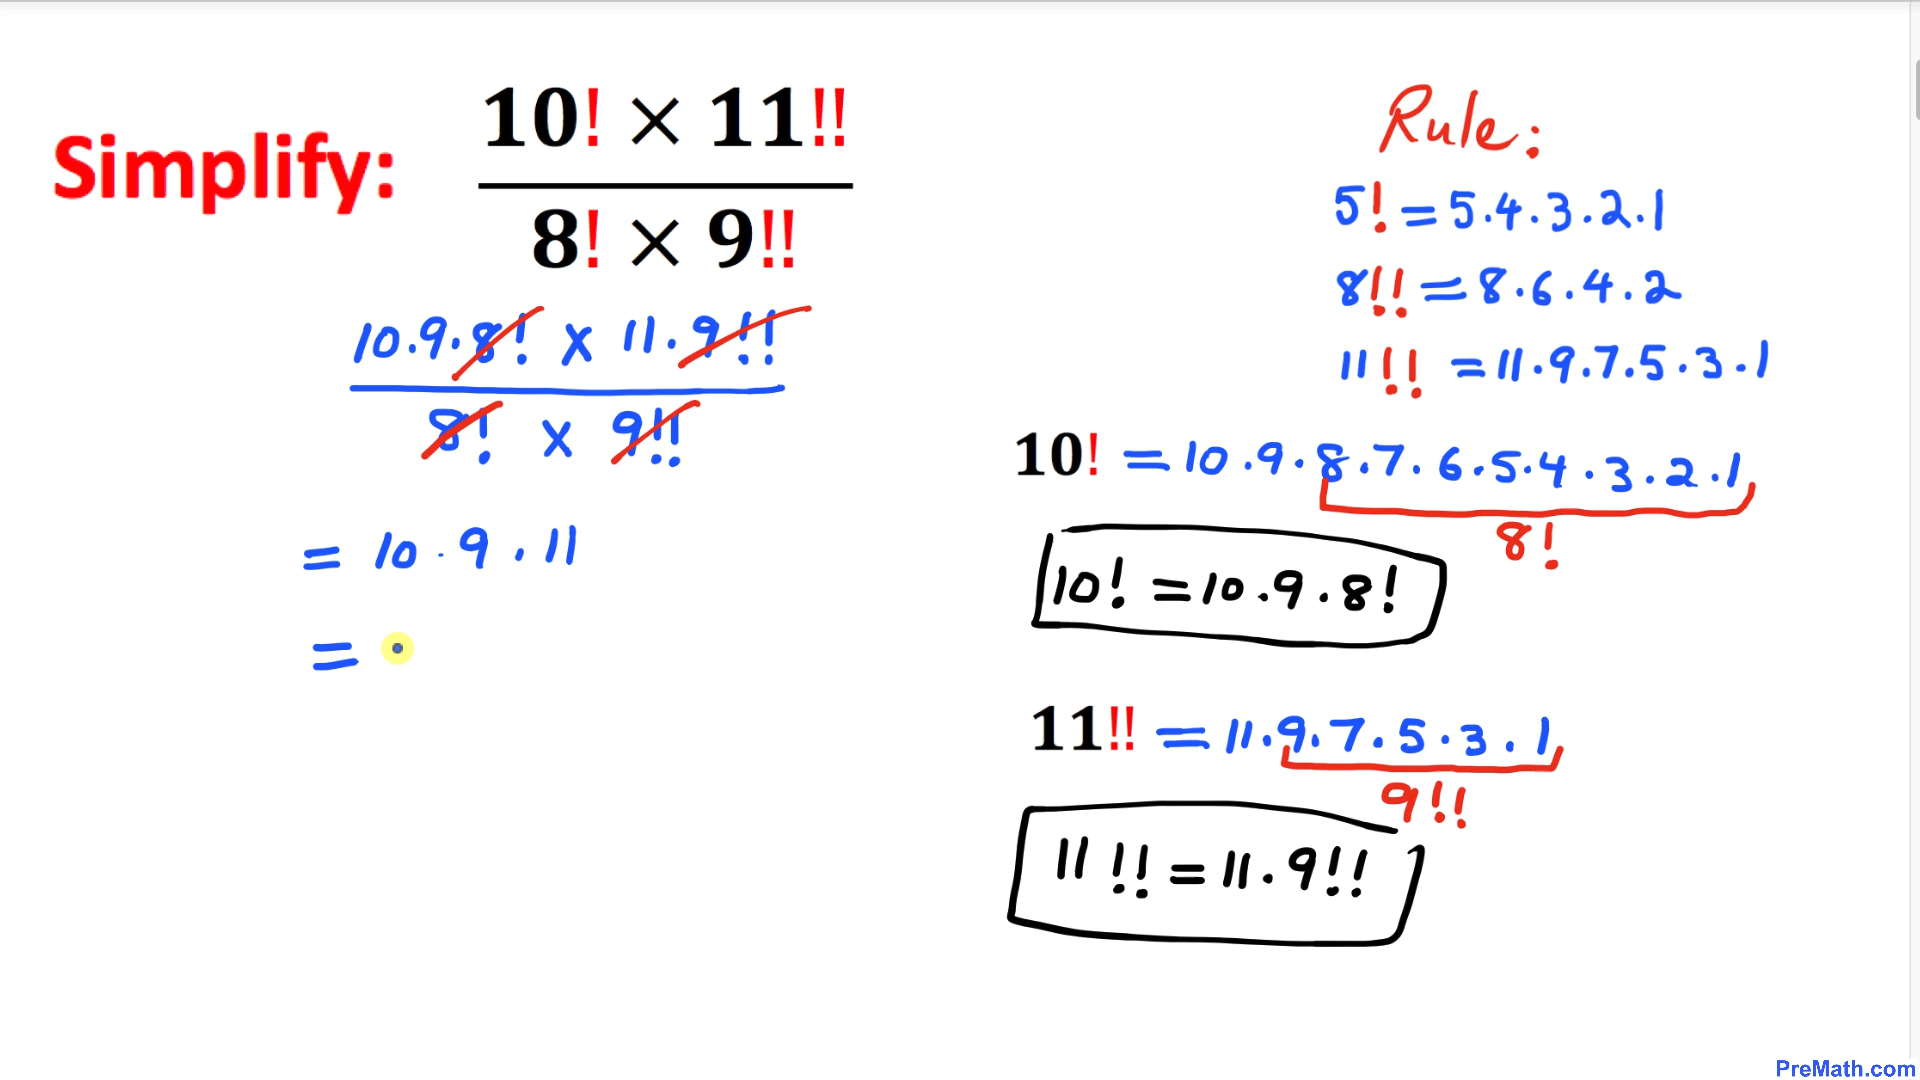 Simplify:
10! × 11!!
8! × 9!!
10.9.8! x 11.9!!
8! x 9!!
= 10.9.11
=
Rule:
5! = 5.4.3.2.1
8!! = 8.6.4.2
11!! = 11.9.7.5.3.1
10! = 10.9.8.7.6.5.4.3.2.1
8!
10! = 10.9.8!
11!! = 11.9.7.5.3.1
9!!
11!! = 11.9!!
PreMath.com